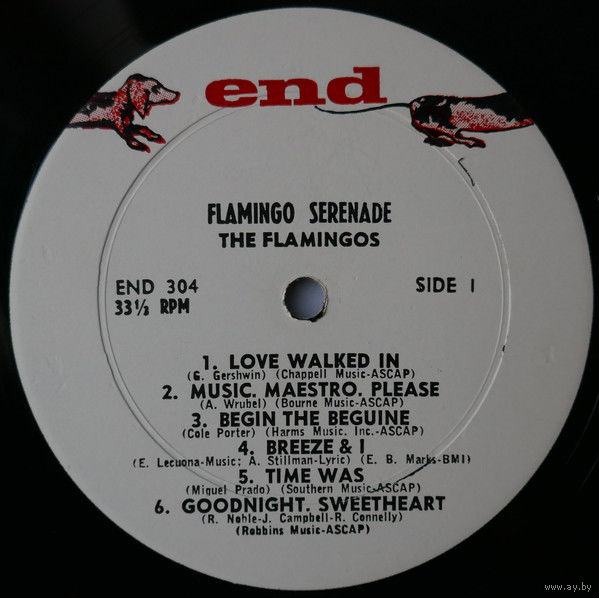 end
FLAMINGO SERENADE
THE FLAMINGOS
END 304
SIDE 1
33⅓ RPM
1. LOVE WALKED IN
(G. Gershwin) (Chappell Music-ASCAP)
2. MUSIC. MAESTRO. PLEASE
(A. Wrubel) (Bourne Music-ASCAP)
3. BEGIN THE BEGUINE
(Cole Porter) (Harms Music. Inc.-ASCAP)
4. BREEZE & I
(E. Lecuona-Music; A. Stillman-Lyric) (E. B. Marks-BMI)
5. TIME WAS
(Miguel Prado) (Southern Music-ASCAP)
6. GOODNIGHT. SWEETHEART
(R. Noble-J. Campbell-R. Connelly)
(Robbins Music-ASCAP)
www.ay.by